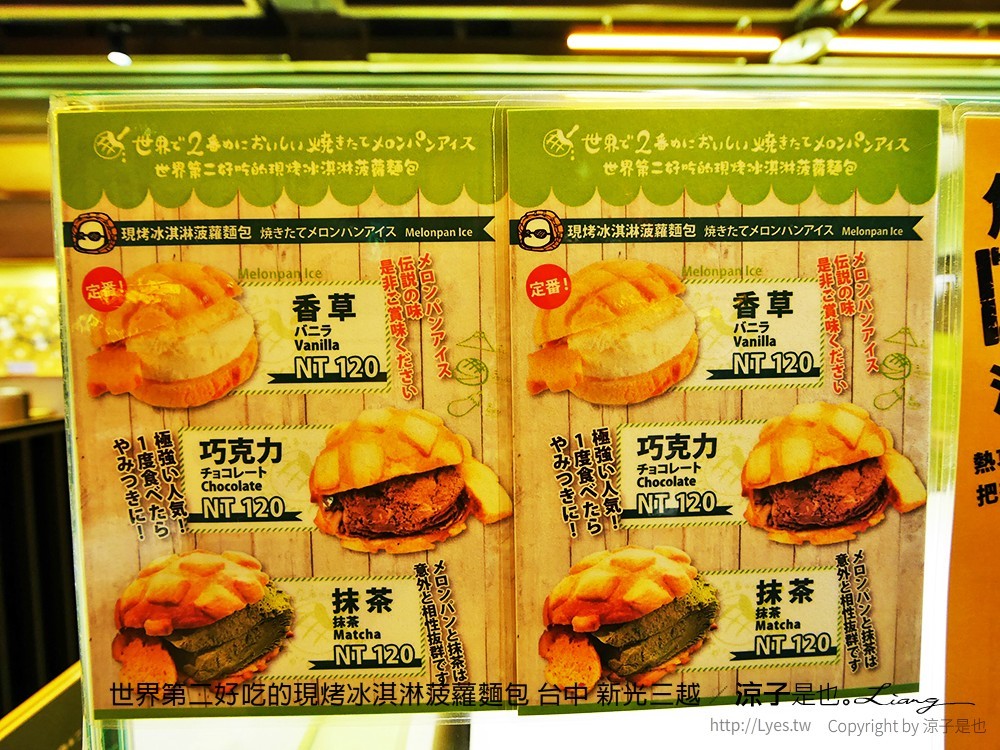 世界で2番めにおいしい焼きたてメロンパンアイス
世界第二好吃的現烤冰淇淋菠蘿麵包
現烤冰淇淋菠蘿麵包 焼きたてメロンパンアイス Melonpan Ice
定番!
Melonpan Ice
香草
バニラ
Vanilla
NT 120
メロンパンアイス
伝説の味
是非ご賞味ください
極強い人気!
1度食べたら
やみつきに!
巧克力
チョコレート
Chocolate
NT 120
抹茶
抹茶
Matcha
NT 120
メロンパンと抹茶は
意外と相性抜群です
世界で2番めにおいしい焼きたてメロンパンアイス
世界第二好吃的現烤冰淇淋菠蘿麵包
現烤冰淇淋菠蘿麵包 焼きたてメロンパンアイス Melonpan Ice
定番!
Melonpan Ice
香草
バニラ
Vanilla
NT 120
メロンパンアイス
伝説の味
是非ご賞味ください
極強い人気!
1度食べたら
やみつきに!
巧克力
チョコレート
Chocolate
NT 120
抹茶
抹茶
Matcha
NT 120
メロンパンと抹茶は
意外と相性抜群です
熱
把
世界第二好吃的現烤冰淇淋菠蘿麵包 台中 新光三越 / 涼子是也。Liang
http://Lyes.tw Copyright by 涼子是也